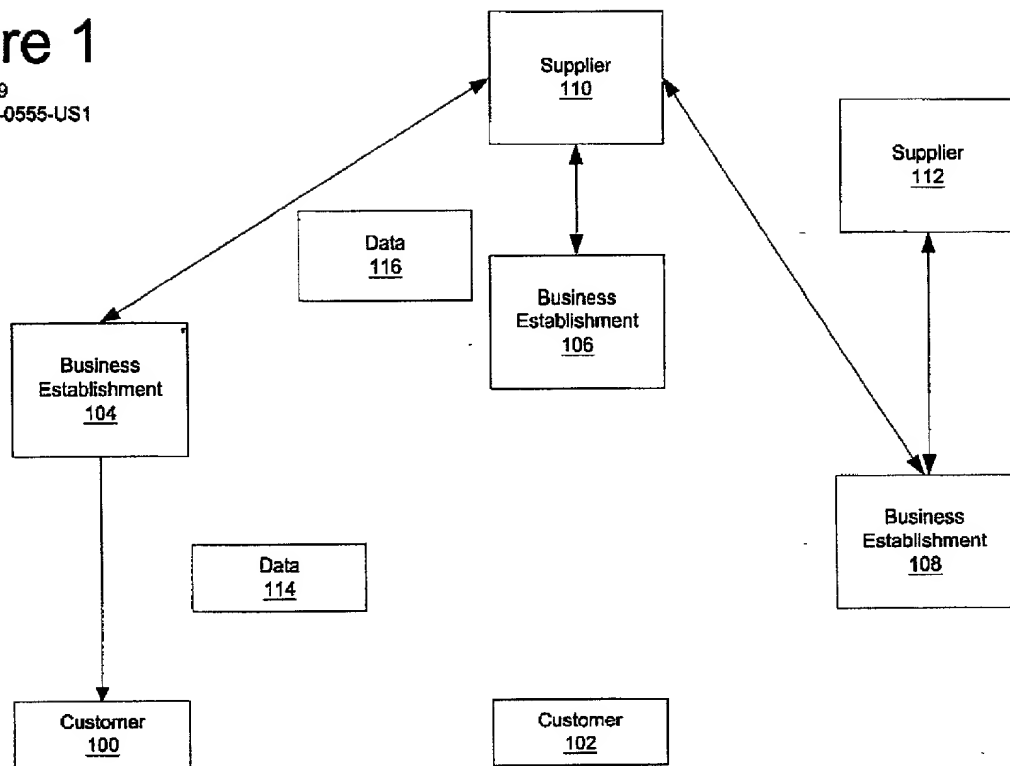 re 1
9
-0555-US1
Supplier
110
Supplier
112
Data
116
Business
Establishment
106
Business
Establishment
104
Business
Establishment
108
Data
114
Customer
100
Customer
102